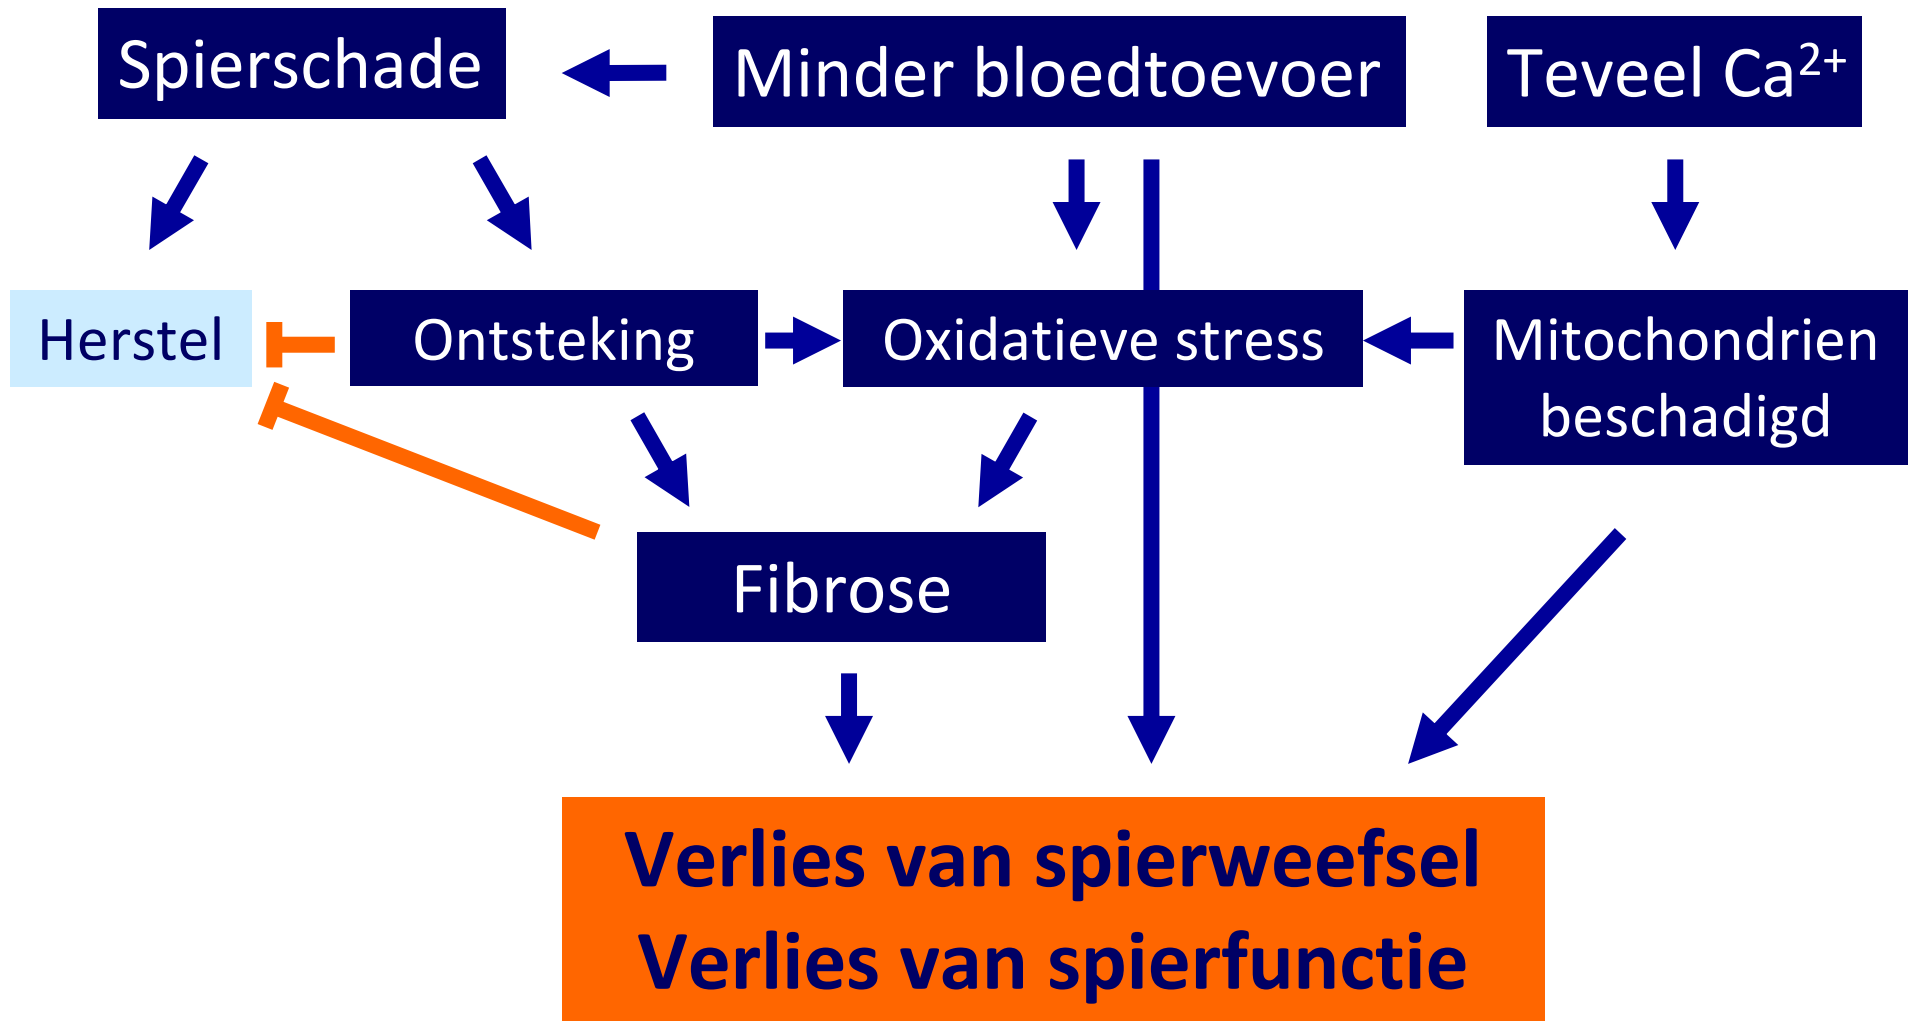 Spierschade
Minder bloedtoevoer
Teveel Ca²⁺
Herstel
Ontsteking
Oxidatieve stress
Mitochondrien
beschadigd
Fibrose
Verlies van spierweefsel
Verlies van spierfunctie